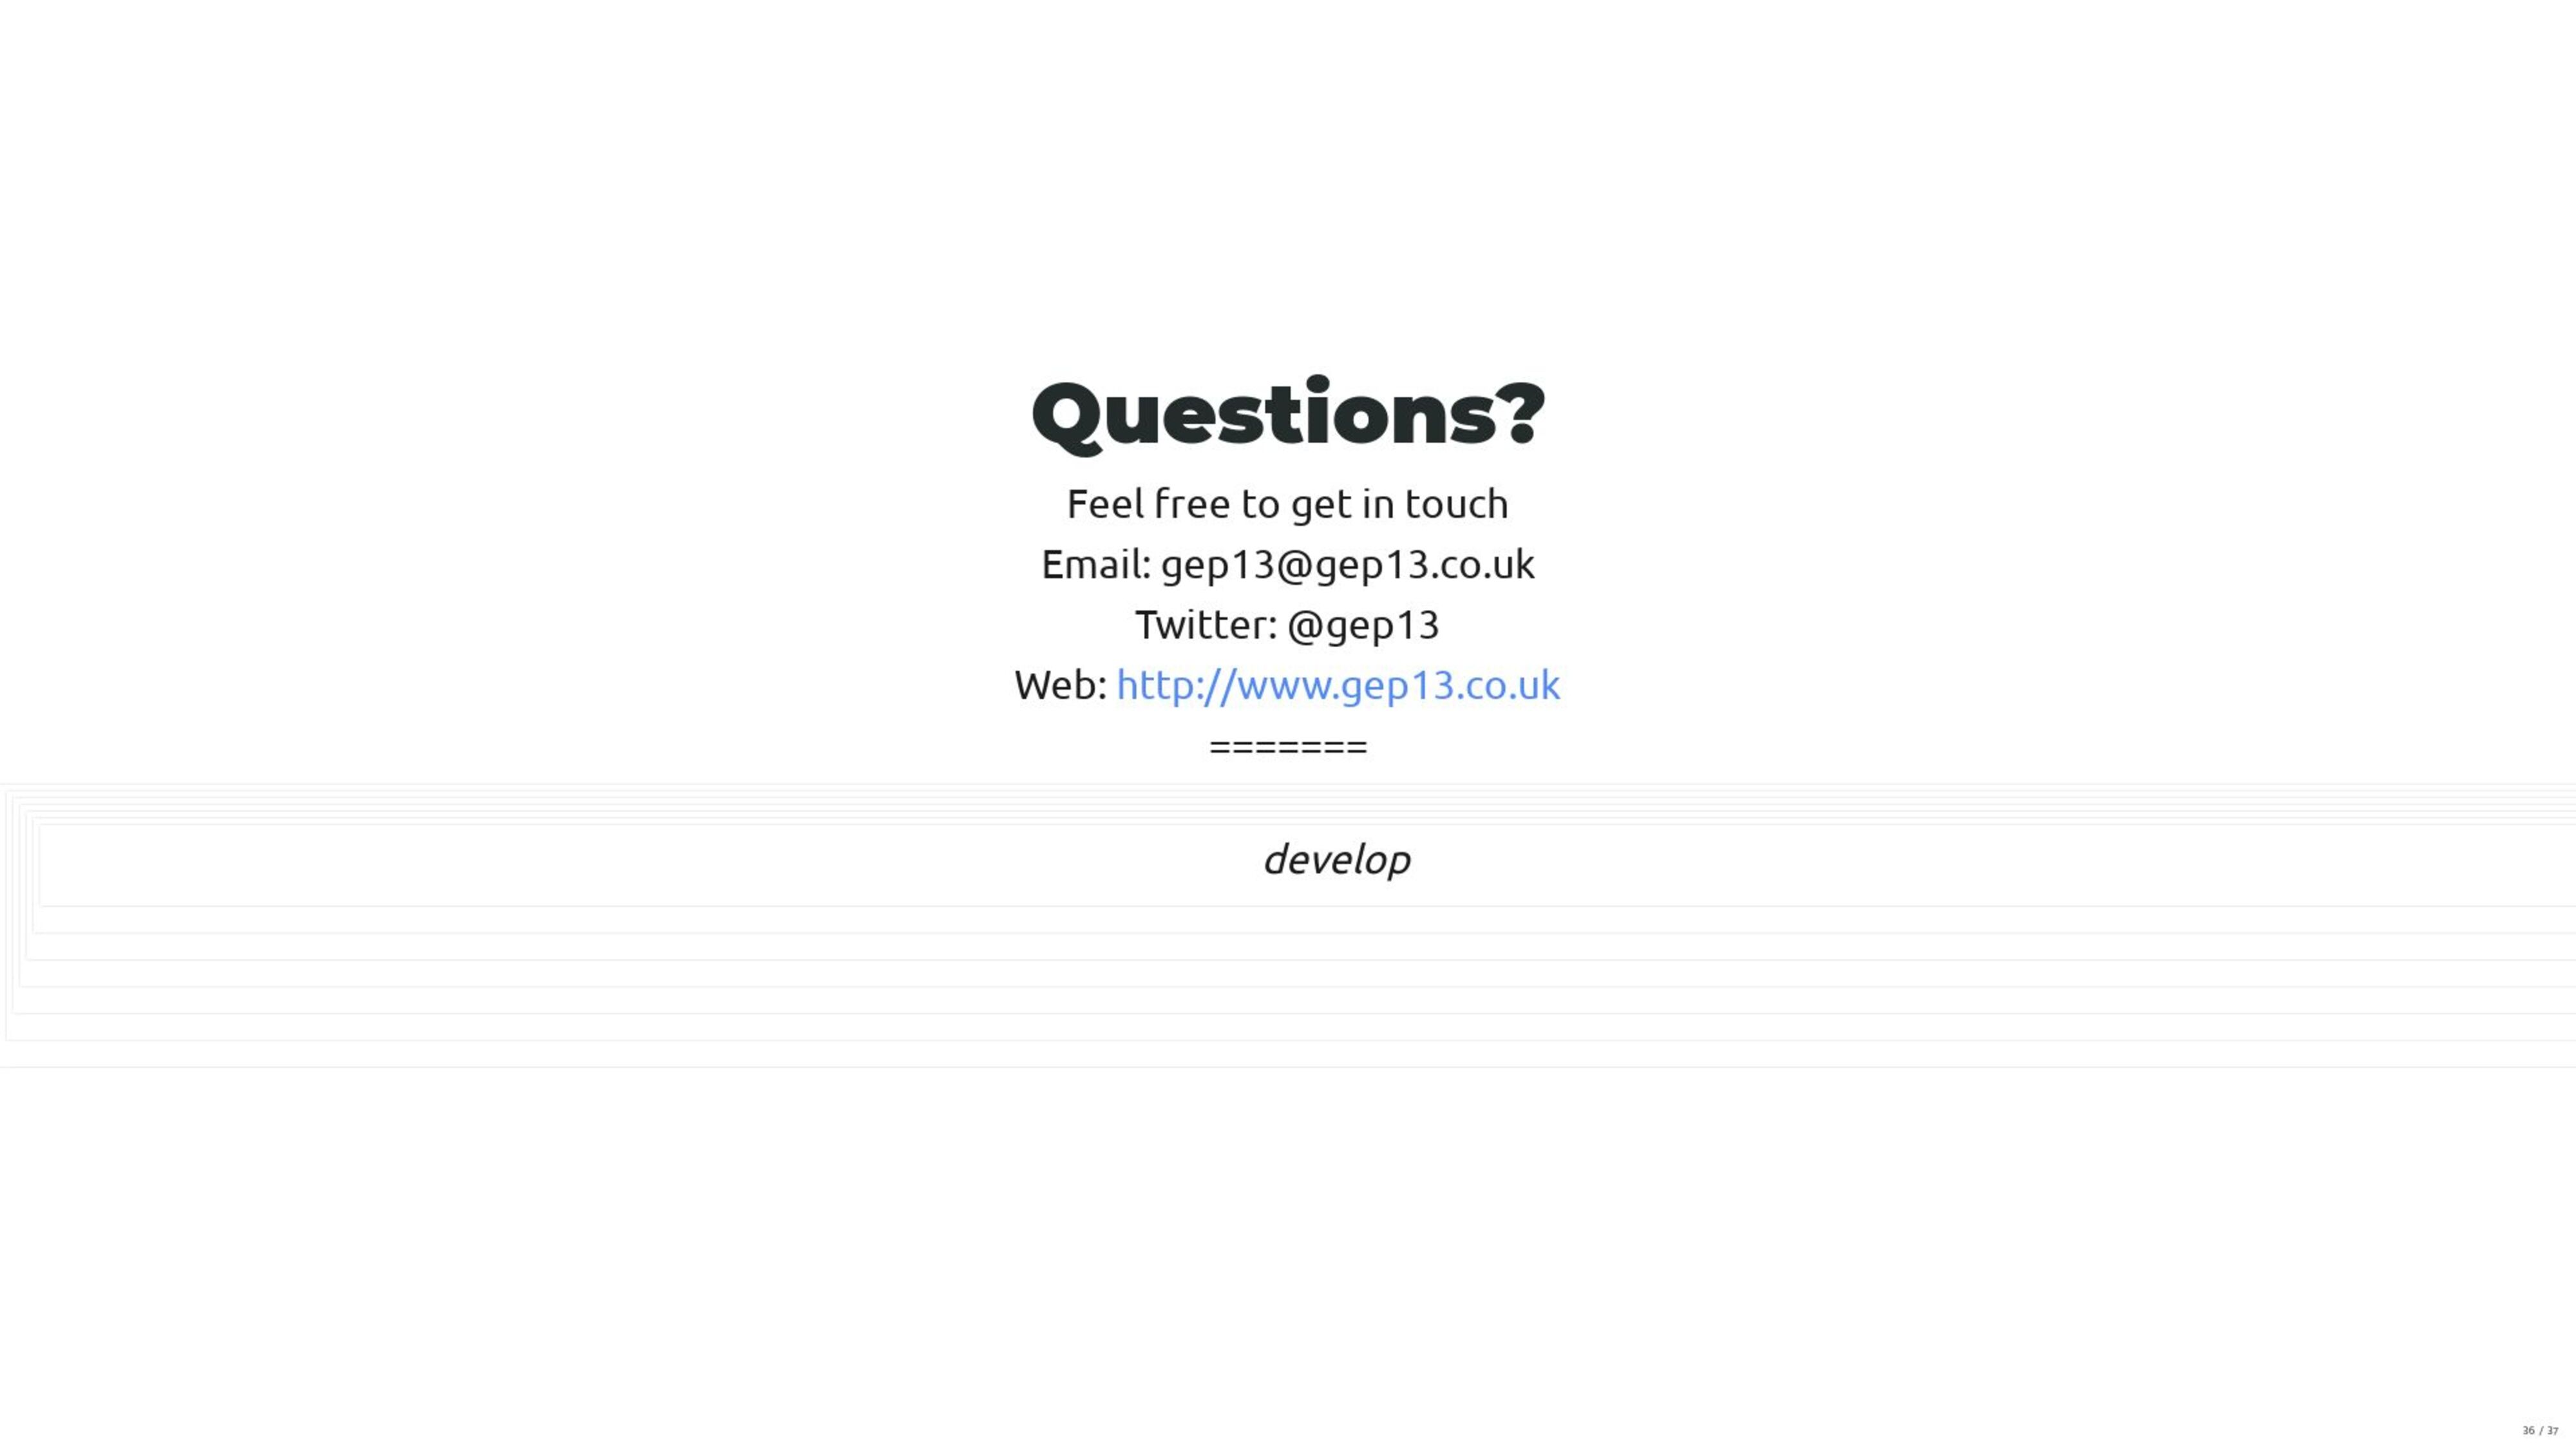 Questions?
Feel free to get in touch
Email: gep13@gep13.co.uk
Twitter: @gep13
Web: http://www.gep13.co.uk
=======
develop
36 / 37